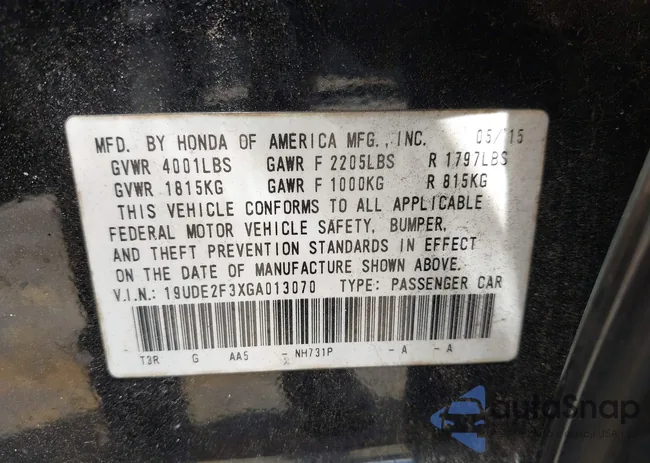 MFD. BY HONDA OF AMERICA MFG., INC. 05/15
GVWR 4001LBS GAWR F 2205LBS R 1797LBS
GVWR 1815KG GAWR F 1000KG R 815KG
THIS VEHICLE CONFORMS TO ALL APPLICABLE
FEDERAL MOTOR VEHICLE SAFETY, BUMPER,
AND THEFT PREVENTION STANDARDS IN EFFECT
ON THE DATE OF MANUFACTURE SHOWN ABOVE.
V.I.N.: 19UDE2F3XGA013070 TYPE: PASSENGER CAR
T3R G AA5 - NH731P - A - A
autoSnap